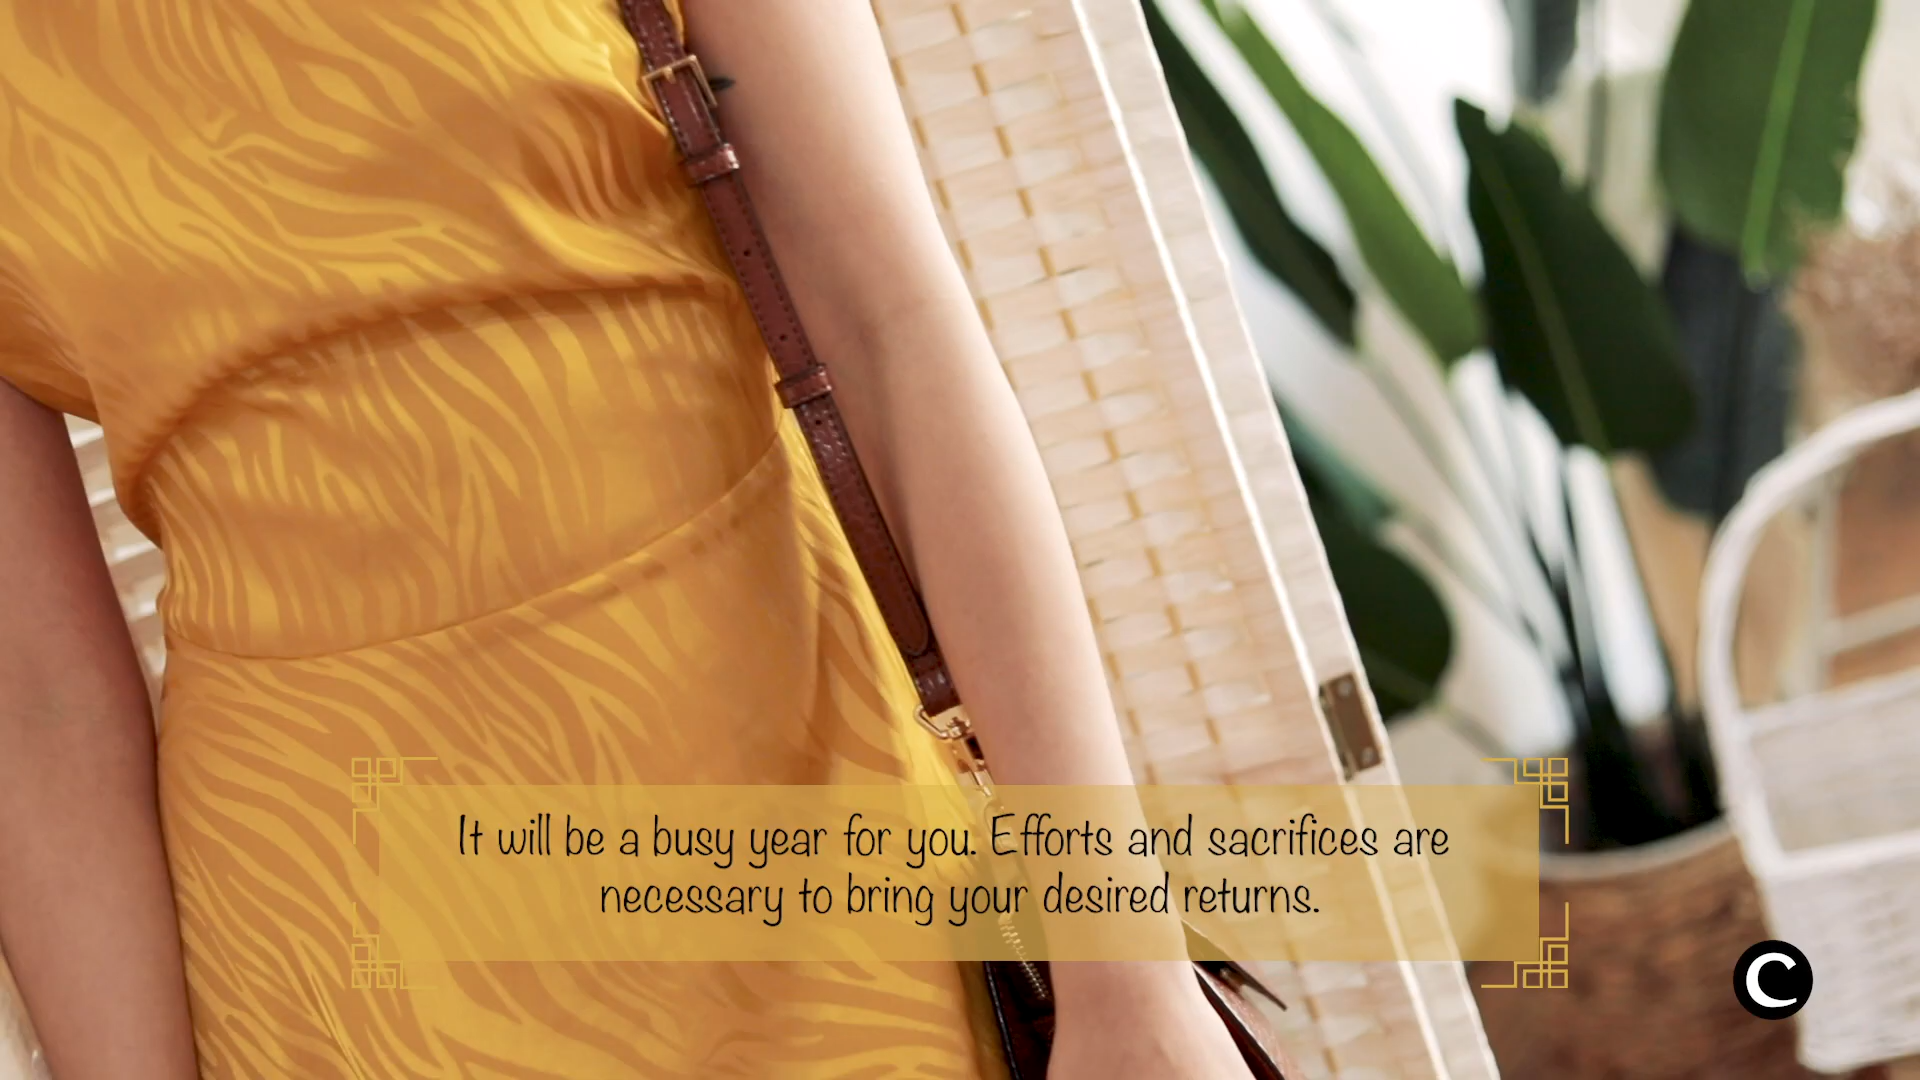 It will be a busy year for you. Efforts and sacrifices are
necessary to bring your desired returns.
C